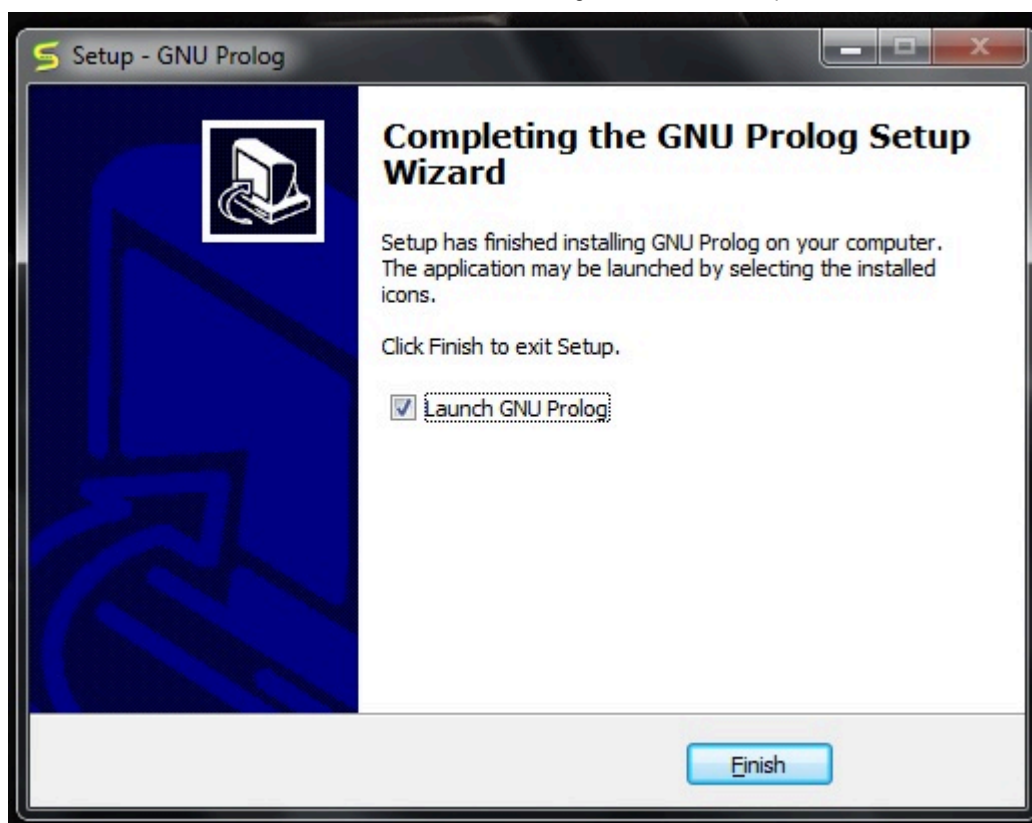 Setup - GNU Prolog
Completing the GNU Prolog Setup
Wizard
Setup has finished installing GNU Prolog on your computer.
The application may be launched by selecting the installed
icons.
Click Finish to exit Setup.
Launch GNU Prolog
Finish